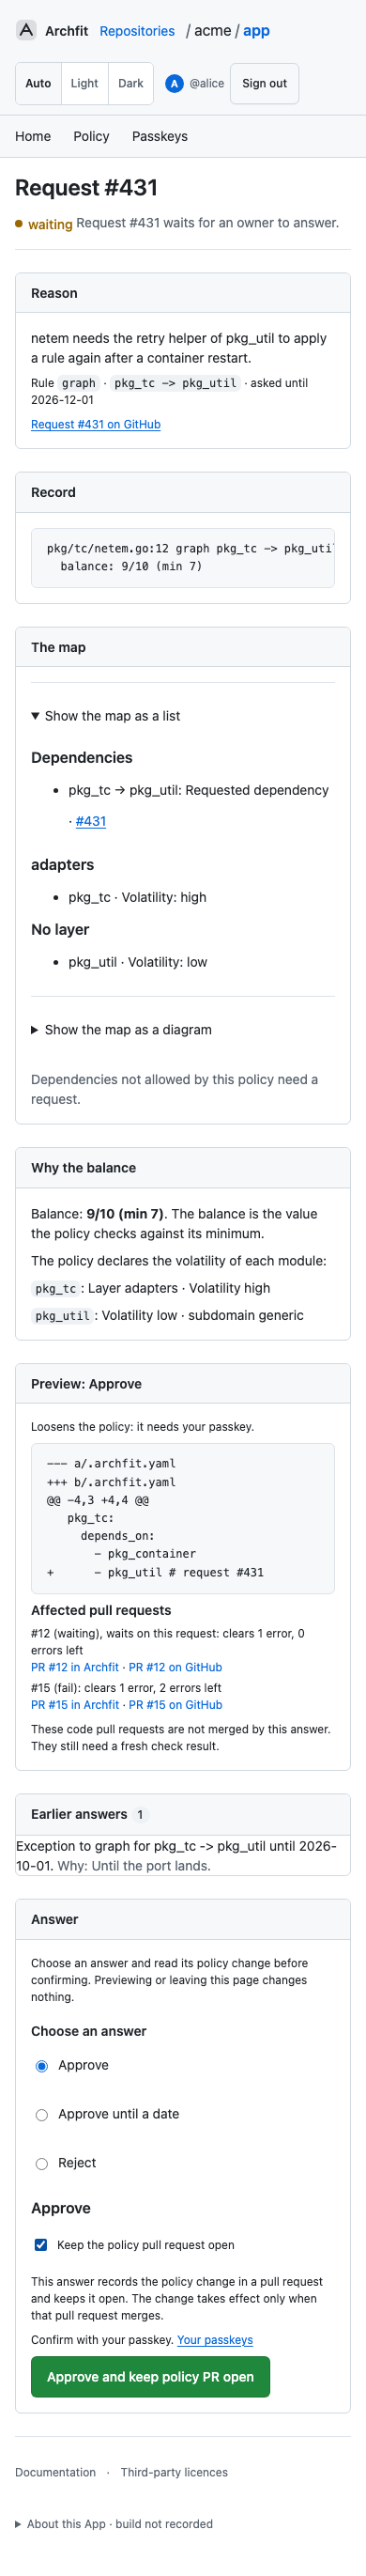 Archfit Repositories / acme / app
Auto Light Dark A @alice Sign out
Home Policy Passkeys
Request #431
waiting Request #431 waits for an owner to answer.
Reason
netem needs the retry helper of pkg_util to apply
a rule again after a container restart.
Rule graph · pkg_tc -> pkg_util · asked until
2026-12-01
Request #431 on GitHub
Record
pkg/tc/netem.go:12 graph pkg_tc -> pkg_util
balance: 9/10 (min 7)
The map
▼ Show the map as a list
Dependencies
• pkg_tc → pkg_util: Requested dependency
· #431
adapters
• pkg_tc · Volatility: high
No layer
• pkg_util · Volatility: low
▶ Show the map as a diagram
Dependencies not allowed by this policy need a
request.
Why the balance
Balance: 9/10 (min 7). The balance is the value
the policy checks against its minimum.
The policy declares the volatility of each module:
pkg_tc: Layer adapters · Volatility high
pkg_util: Volatility low · subdomain generic
Preview: Approve
Loosens the policy: it needs your passkey.
--- a/.archfit.yaml
+++ b/.archfit.yaml
@@ -4,3 +4,4 @@
pkg_tc:
depends_on:
- pkg_container
+ - pkg_util # request #431
Affected pull requests
#12 (waiting), waits on this request: clears 1 error, 0
errors left
PR #12 in Archfit · PR #12 on GitHub
#15 (fail): clears 1 error, 2 errors left
PR #15 in Archfit · PR #15 on GitHub
These code pull requests are not merged by this answer.
They still need a fresh check result.
Earlier answers 1
Exception to graph for pkg_tc -> pkg_util until 2026-
10-01. Why: Until the port lands.
Answer
Choose an answer and read its policy change before
confirming. Previewing or leaving this page changes
nothing.
Choose an answer
Approve
Approve until a date
Reject
Approve
Keep the policy pull request open
This answer records the policy change in a pull request
and keeps it open. The change takes effect only when
that pull request merges.
Confirm with your passkey. Your passkeys
Approve and keep policy PR open
Documentation · Third-party licences
▶ About this App · build not recorded